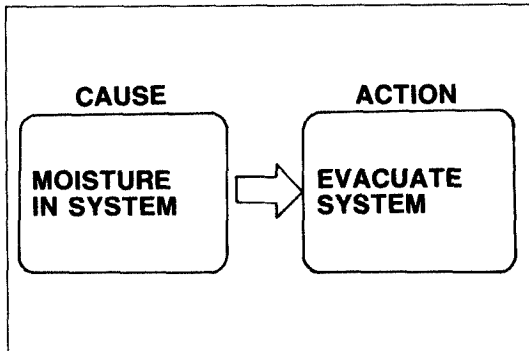 CAUSE
ACTION
MOISTURE
IN SYSTEM
EVACUATE
SYSTEM